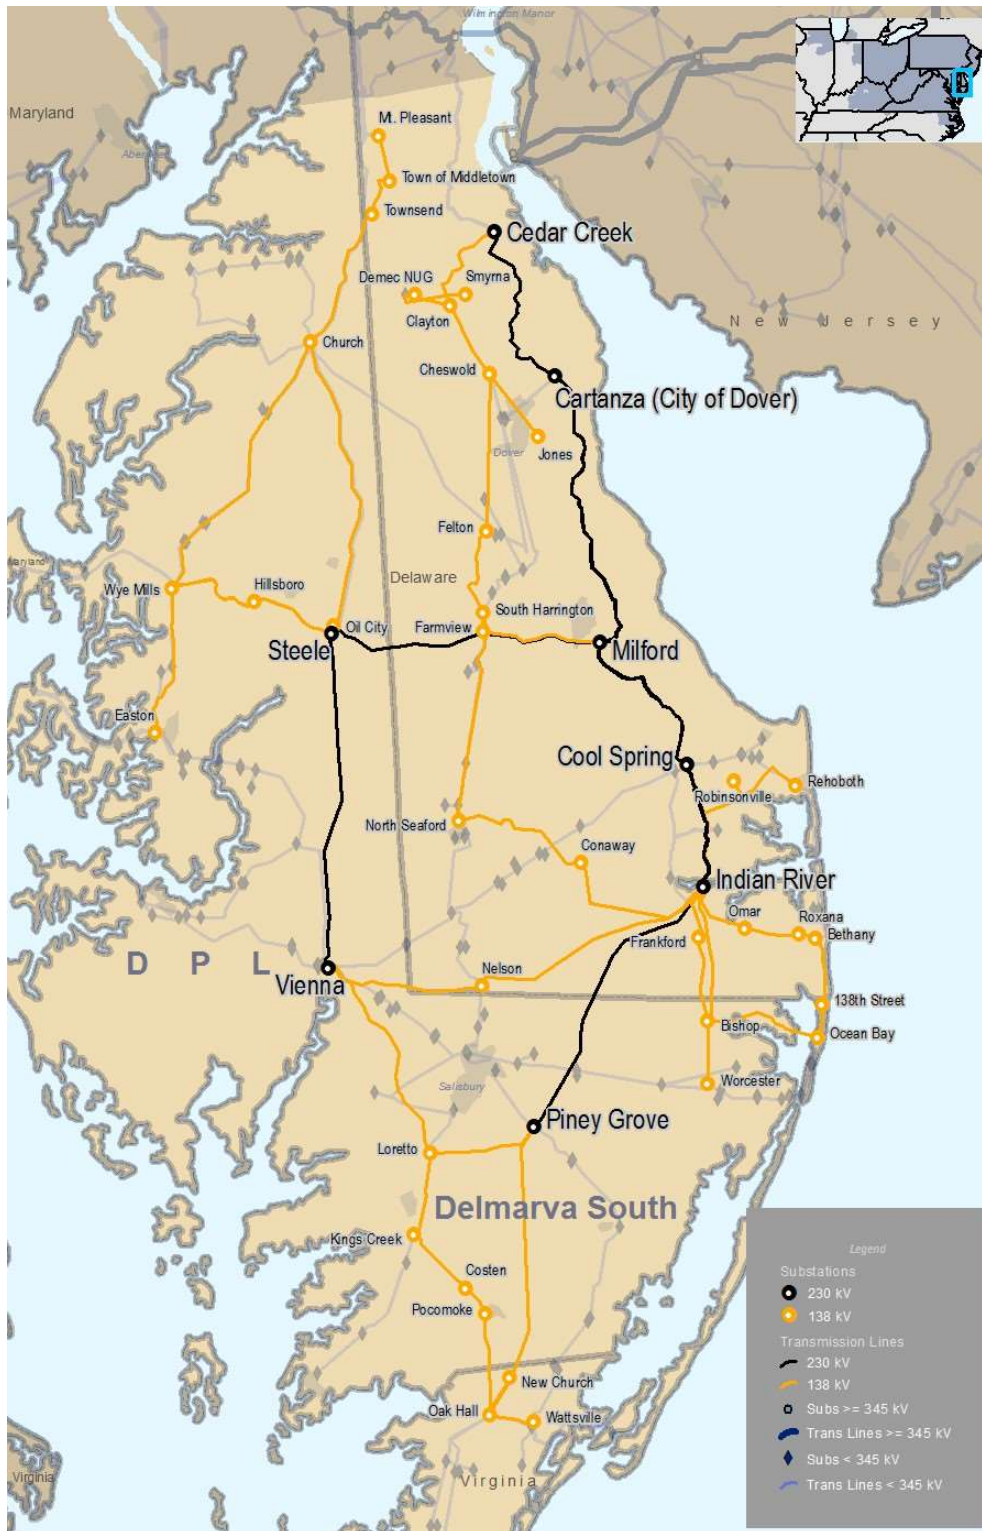 Wilmington Manor
Maryland
Mt. Pleasant
Town of Middletown
Townsend
Cedar Creek
Demec NUG
Smyrna
Clayton
New Jersey
Church
Cheswold
Cartanza (City of Dover)
Dover
Jones
Felton
Maryland
Delaware
Wye Mills
Hillsboro
South Harrington
Oil City
Farmview
Steele
Milford
Easton
Cool Spring
Rehoboth
Robinsonville
North Seaford
Conaway
Indian River
Omar
Roxana
Frankford
Bethany
DPL
Nelson
Vienna
138th Street
Bishop
Ocean Bay
Salisbury
Worcester
Piney Grove
Loretto
Delmarva South
Kings Creek
Costen
Pocomoke
New Church
Oak Hall
Wattsville
Virginia
Virginia
Legend
Substations
230 kV
138 kV
Transmission Lines
230 kV
138 kV
Subs >= 345 kV
Trans Lines >= 345 kV
Subs < 345 kV
Trans Lines < 345 kV